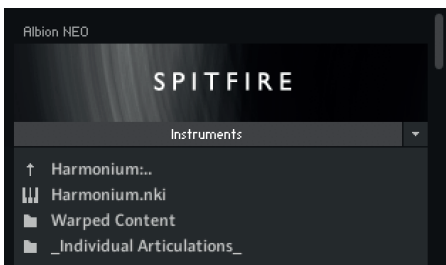 Albion NEO
SPITFIRE
Instruments
Harmonium:..
Harmonium.nki
Warped Content
_Individual Articulations_